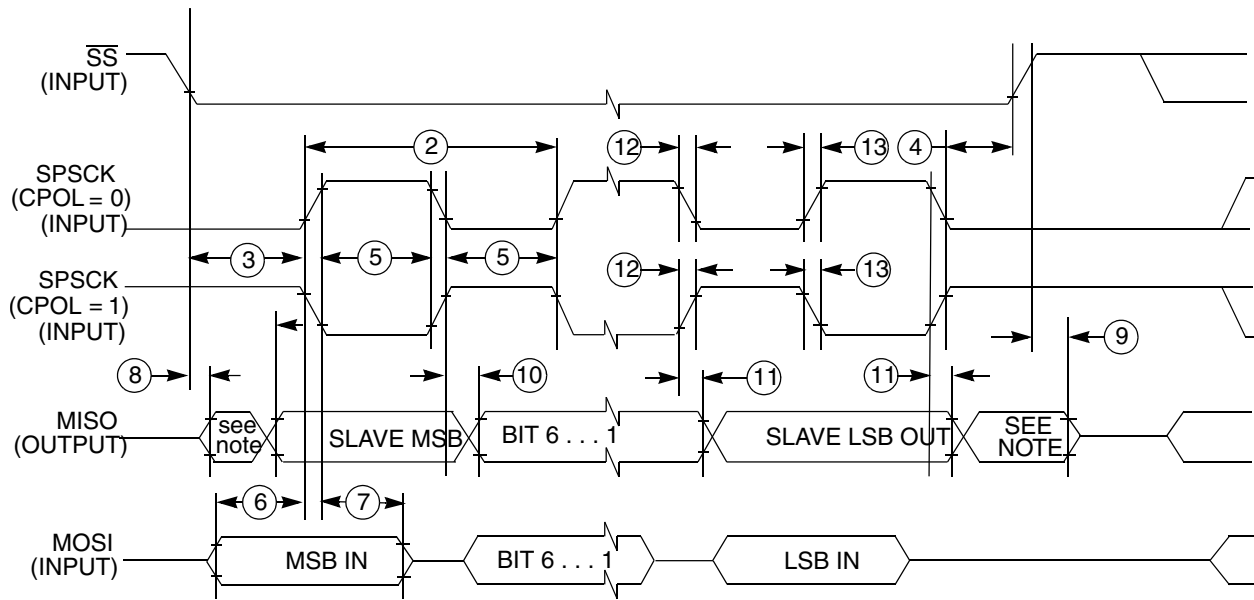 SS
(INPUT)
2
12
13
4
SPSCK
(CPOL = 0)
(INPUT)
3
5
5
12
13
SPSCK
(CPOL = 1)
(INPUT)
8
10
11
11
9
MISO
(OUTPUT)
see
note
SLAVE MSB
BIT 6 . . . 1
SLAVE LSB OUT
SEE
NOTE
6
7
MOSI
(INPUT)
MSB IN
BIT 6 . . . 1
LSB IN